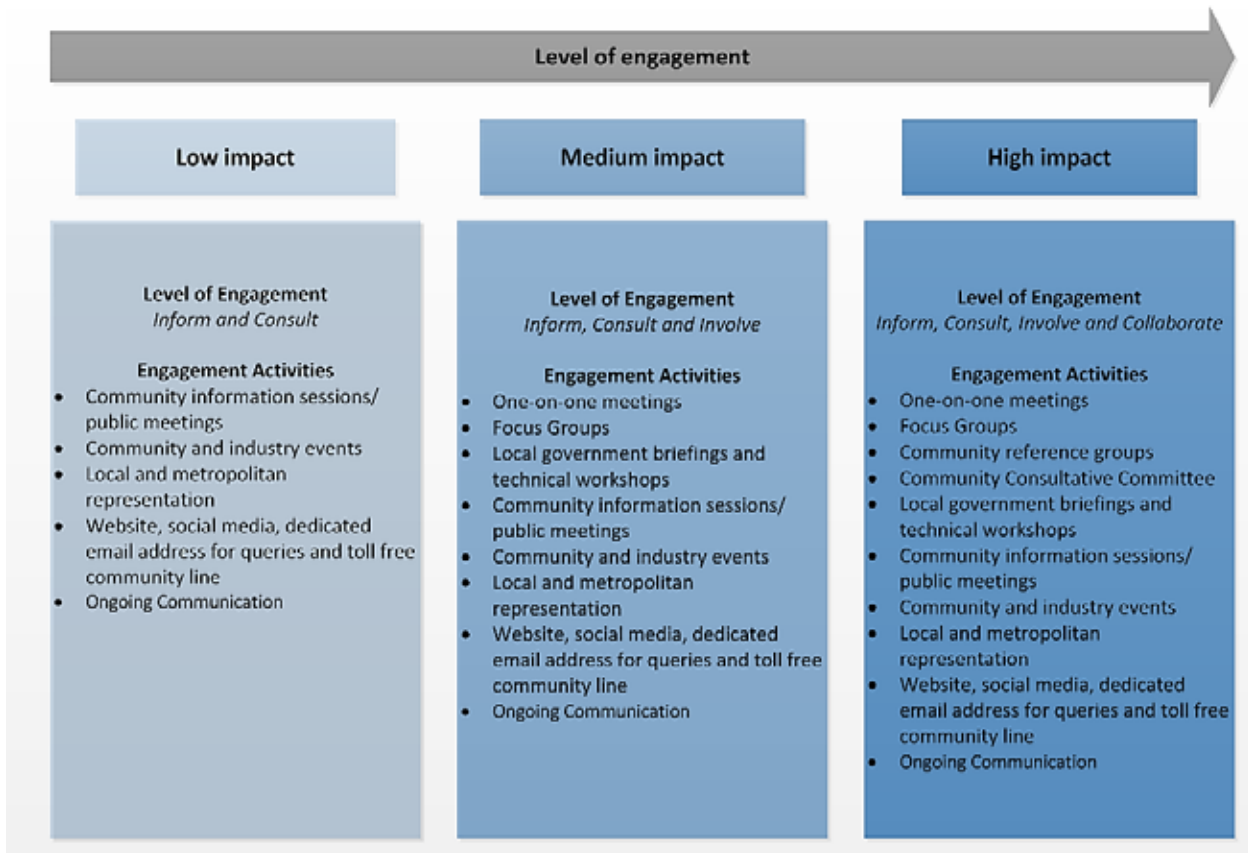 Level of engagement
Low impact
Level of Engagement
Inform and Consult
Engagement Activities
• Community information sessions/
public meetings
• Community and industry events
• Local and metropolitan
representation
• Website, social media, dedicated
email address for queries and toll free
community line
• Ongoing Communication
Medium impact
Level of Engagement
Inform, Consult and Involve
Engagement Activities
• One-on-one meetings
• Focus Groups
• Local government briefings and
technical workshops
• Community information sessions/
public meetings
• Community and industry events
• Local and metropolitan
representation
• Website, social media, dedicated
email address for queries and toll free
community line
• Ongoing Communication
High impact
Level of Engagement
Inform, Consult, Involve and Collaborate
Engagement Activities
• One-on-one meetings
• Focus Groups
• Community reference groups
• Community Consultative Committee
• Local government briefings and
technical workshops
• Community information sessions/
public meetings
• Community and industry events
• Local and metropolitan
representation
• Website, social media, dedicated
email address for queries and toll free
community line
• Ongoing Communication